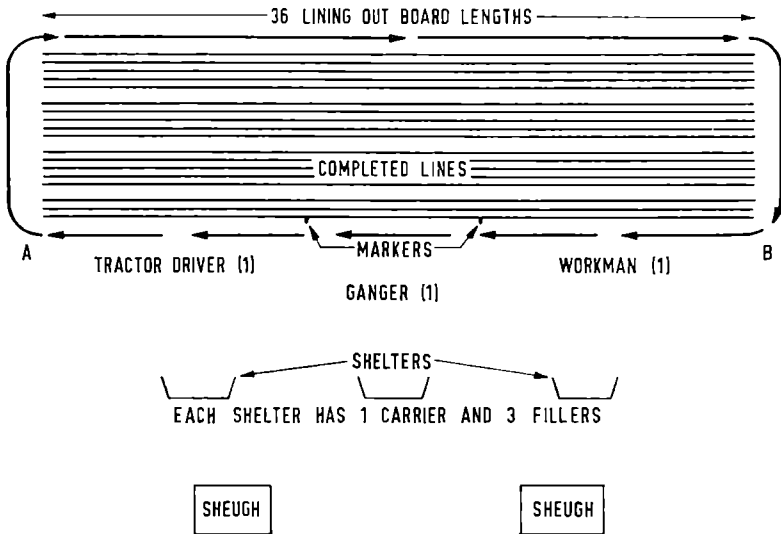 36 LINING OUT BOARD LENGTHS
COMPLETED LINES
A
MARKERS
B
TRACTOR DRIVER (1)
WORKMAN (1)
GANGER (1)
SHELTERS
EACH SHELTER HAS 1 CARRIER AND 3 FILLERS
SHEUGH
SHEUGH